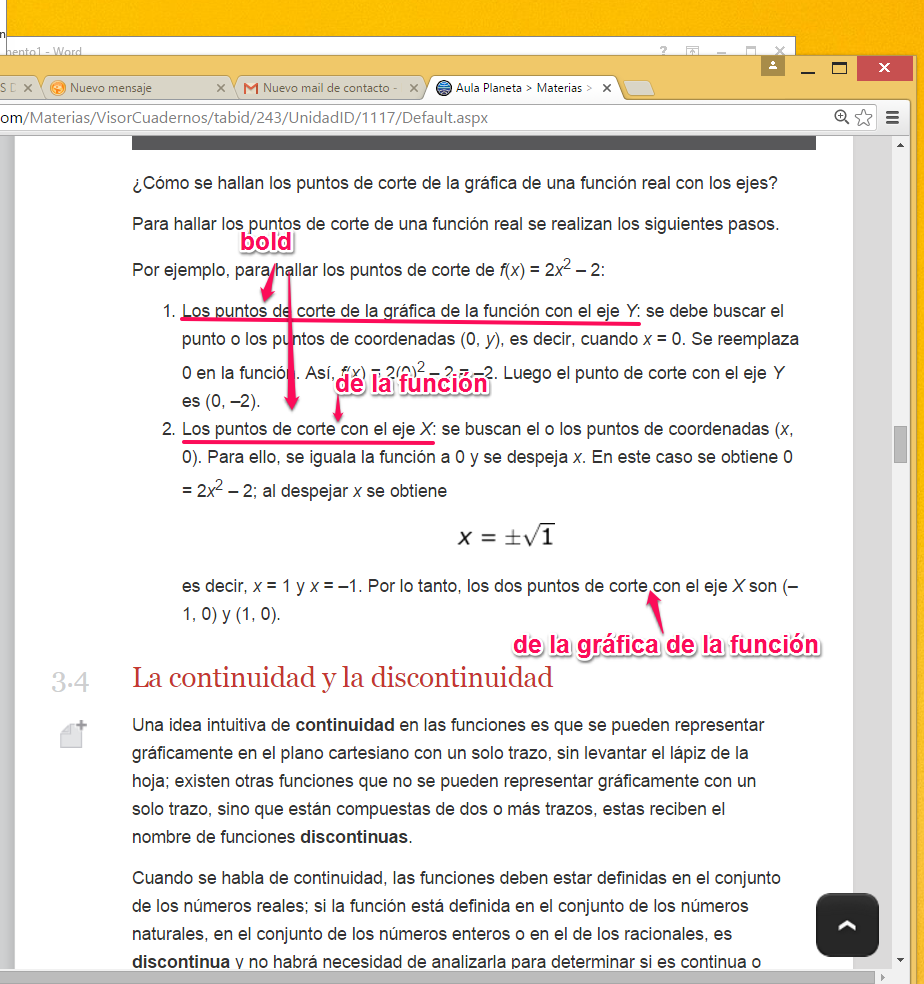 mento1 - Word
S D
Nuevo mensaje
Nuevo mail de contacto -
Aula Planeta > Materias >
om/Materias/VisorCuadernos/tabid/243/UnidadID/1117/Default.aspx
¿Cómo se hallan los puntos de corte de la gráfica de una función real con los ejes?
Para hallar los puntos de corte de una función real se realizan los siguientes pasos.
bold
Por ejemplo, para hallar los puntos de corte de f(x) = 2x² – 2:
1. Los puntos de corte de la gráfica de la función con el eje Y: se debe buscar el
punto o los puntos de coordenadas (0, y), es decir, cuando x = 0. Se reemplaza
0 en la función. Así, f(x) = 2(0)² – 2 = –2. Luego el punto de corte con el eje Y
de la función
es (0, –2).
2. Los puntos de corte con el eje X: se buscan el o los puntos de coordenadas (x,
0). Para ello, se iguala la función a 0 y se despeja x. En este caso se obtiene 0
= 2x² – 2; al despejar x se obtiene
x = ±√1
es decir, x = 1 y x = –1. Por lo tanto, los dos puntos de corte con el eje X son (–
1, 0) y (1, 0).
de la gráfica de la función
3.4 La continuidad y la discontinuidad
Una idea intuitiva de continuidad en las funciones es que se pueden representar
gráficamente en el plano cartesiano con un solo trazo, sin levantar el lápiz de la
hoja; existen otras funciones que no se pueden representar gráficamente con un
solo trazo, sino que están compuestas de dos o más trazos, estas reciben el
nombre de funciones discontinuas.
Cuando se habla de continuidad, las funciones deben estar definidas en el conjunto
de los números reales; si la función está definida en el conjunto de los números
naturales, en el conjunto de los números enteros o en el de los racionales, es
discontinua y no habrá necesidad de analizarla para determinar si es continua o